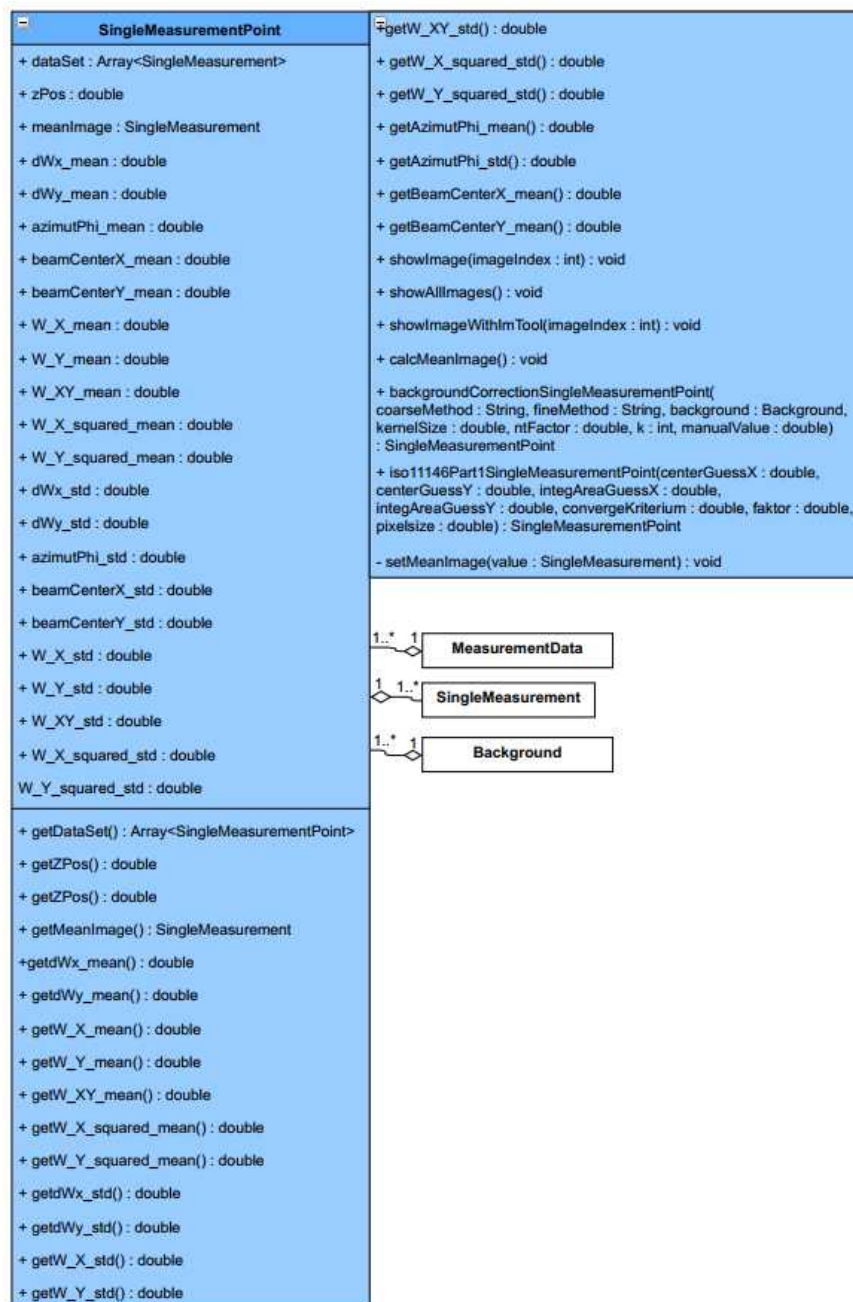 SingleMeasurementPoint
+ dataSet : Array<SingleMeasurement>
+ zPos : double
+ meanImage : SingleMeasurement
+ dWx_mean : double
+ dWy_mean : double
+ azimutPhi_mean : double
+ beamCenterX_mean : double
+ beamCenterY_mean : double
+ W_X_mean : double
+ W_Y_mean : double
+ W_XY_mean : double
+ W_X_squared_mean : double
+ W_Y_squared_mean : double
+ dWx_std : double
+ dWy_std : double
+ azimutPhi_std : double
+ beamCenterX_std : double
+ beamCenterY_std : double
+ W_X_std : double
+ W_Y_std : double
+ W_XY_std : double
+ W_X_squared_std : double
W_Y_squared_std : double
+ getDataSet() : Array<SingleMeasurementPoint>
+ getZPos() : double
+ getZPos() : double
+ getMeanImage() : SingleMeasurement
+getdWx_mean() : double
+ getdWy_mean() : double
+ getW_X_mean() : double
+ getW_Y_mean() : double
+ getW_XY_mean() : double
+ getW_X_squared_mean() : double
+ getW_Y_squared_mean() : double
+ getdWx_std() : double
+ getdWy_std() : double
+ getW_X_std() : double
+ getW_Y_std() : double
+getW_XY_std() : double
+ getW_X_squared_std() : double
+ getW_Y_squared_std() : double
+ getAzimutPhi_mean() : double
+ getAzimutPhi_std() : double
+ getBeamCenterX_mean() : double
+ getBeamCenterY_mean() : double
+ showImage(imageIndex : int) : void
+ showAllImages() : void
+ showImageWithImTool(imageIndex : int) : void
+ calcMeanImage() : void
+ backgroundCorrectionSingleMeasurementPoint(
coarseMethod : String, fineMethod : String, background : Background,
kernelSize : double, ntFactor : double, k : int, manualValue : double)
: SingleMeasurementPoint
+ iso11146Part1SingleMeasurementPoint(centerGuessX : double,
centerGuessY : double, integAreaGuessX : double,
integAreaGuessY : double, convergeKriterium : double, faktor : double,
pixelsize : double) : SingleMeasurementPoint
- setMeanImage(value : SingleMeasurement) : void
1..* 1 MeasurementData
1 1..* SingleMeasurement
1..* 1 Background